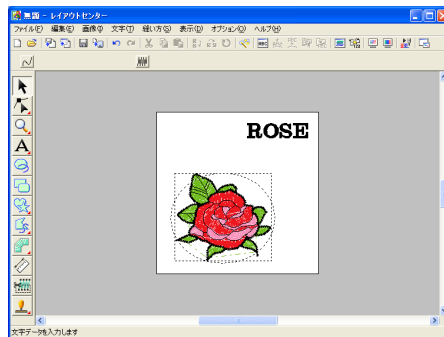 無題 - レイアウトセンター
ファイル(F) 編集(E) 画像(I) 文字(T) 縫い方(S) 表示(D) オプション(O) ヘルプ(H)
ABC
A
ROSE
文字データを入力します